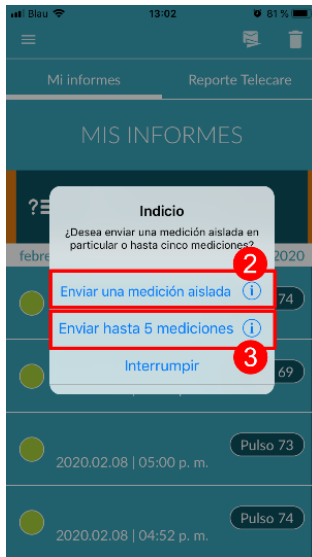 Blau 13:02 81 %
Mi informes Reporte Telecare
MIS INFORMES
?
Indicio
¿Desea enviar una medición aislada en
particular o hasta cinco mediciones?
2
febre 2020
Enviar una medición aislada i
74
Enviar hasta 5 mediciones i
3
Interrumpir
69
Pulso 73
2020.02.08 | 05:00 p. m.
Pulso 74
2020.02.08 | 04:52 p. m.